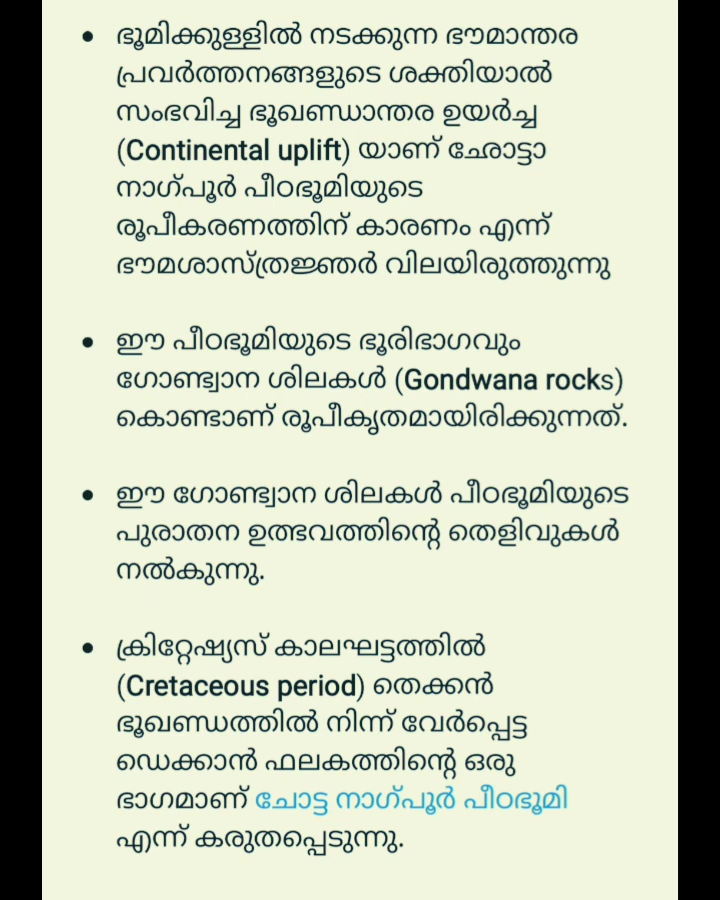 • ഭൂമിക്കുള്ളിൽ നടക്കുന്ന ഭൗമാന്തര
പ്രവർത്തനങ്ങളുടെ ശക്തിയാൽ
സംഭവിച്ച ഭൂഖണ്ഡാന്തര ഉയർച്ച
(Continental uplift) യാണ് ഛോട്ടാ
നാഗ്പൂർ പീഠഭൂമിയുടെ
രൂപീകരണത്തിന് കാരണം എന്ന്
ഭൗമശാസ്ത്രജ്ഞർ വിലയിരുത്തുന്നു
• ഈ പീഠഭൂമിയുടെ ഭൂരിഭാഗവും
ഗോണ്ട്വാന ശിലകൾ (Gondwana rocks)
കൊണ്ടാണ് രൂപീകൃതമായിരിക്കുന്നത്.
• ഈ ഗോണ്ട്വാന ശിലകൾ പീഠഭൂമിയുടെ
പുരാതന ഉത്ഭവത്തിന്റെ തെളിവുകൾ
നൽകുന്നു.
• ക്രിറ്റേഷ്യസ് കാലഘട്ടത്തിൽ
(Cretaceous period) തെക്കൻ
ഭൂഖണ്ഡത്തിൽ നിന്ന് വേർപ്പെട്ട
ഡെക്കാൻ ഫലകത്തിന്റെ ഒരു
ഭാഗമാണ് ചോട്ട നാഗ്പൂർ പീഠഭൂമി
എന്ന് കരുതപ്പെടുന്നു.